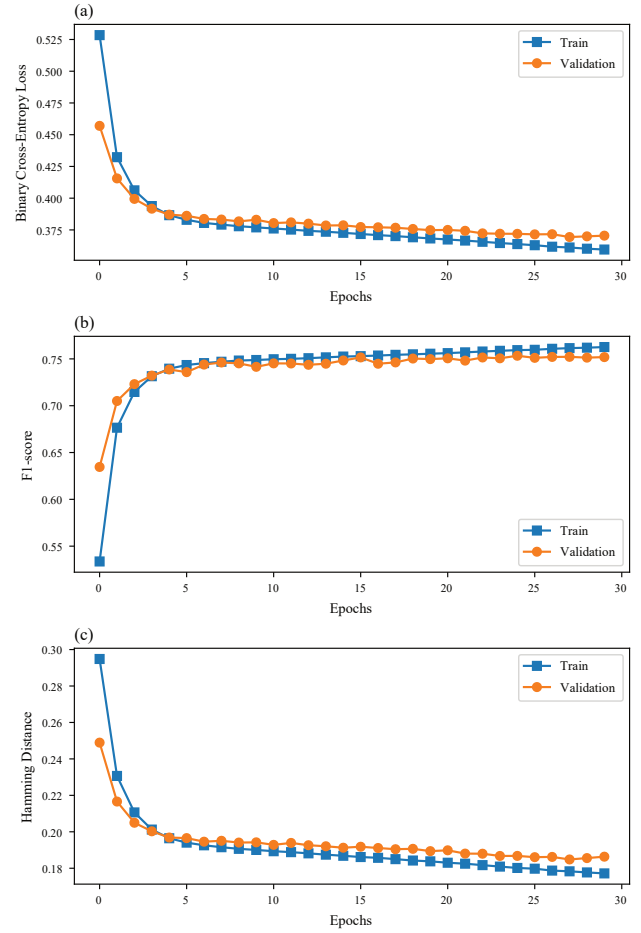 (a)
0.525
0.500
0.475
0.450
0.425
0.400
0.375
Binary Cross-Entropy Loss
Train
Validation
0 5 10 15 20 25 30
Epochs
(b)
0.75
0.70
0.65
0.60
0.55
F1-score
Train
Validation
0 5 10 15 20 25 30
Epochs
(c)
0.30
0.28
0.26
0.24
0.22
0.20
0.18
Hamming Distance
Train
Validation
0 5 10 15 20 25 30
Epochs